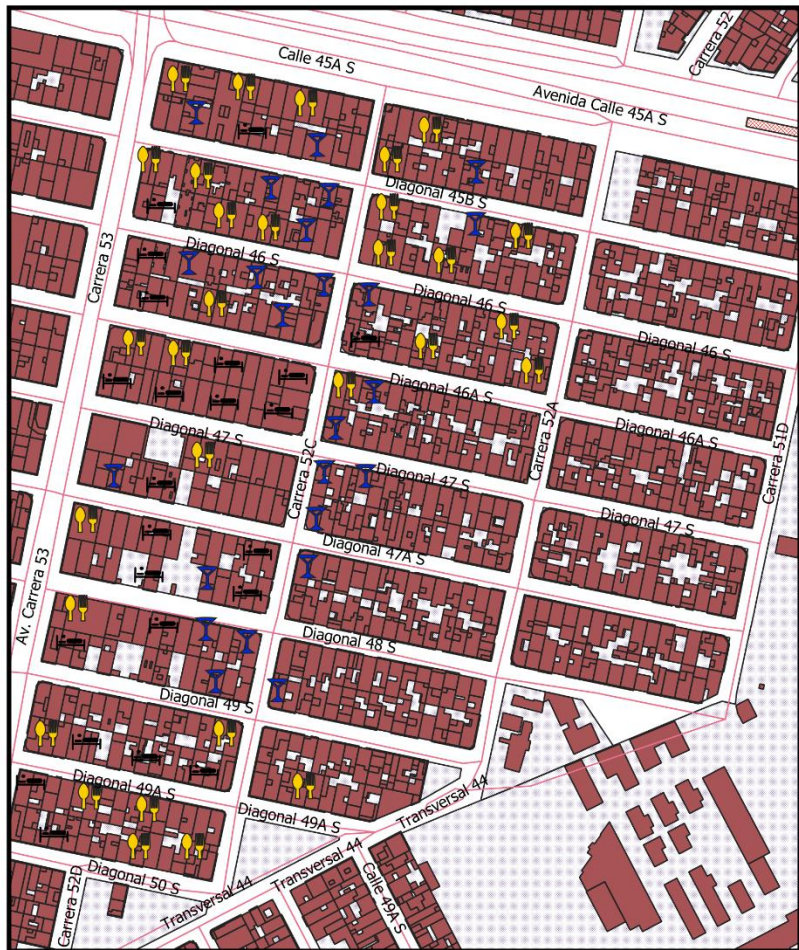 Carrera 52
Calle 45A S
Avenida Calle 45A S
Diagonal 45B S
Carrera 53
Diagonal 46 S
Diagonal 46 S
Diagonal 46 S
Diagonal 46A S
Diagonal 46A S
Carrera 52A
Carrera 51D
Diagonal 47 S
Carrera 52C
Diagonal 47 S
Diagonal 47 S
Diagonal 47A S
Av. Carrera 53
Diagonal 48 S
Diagonal 49 S
Diagonal 49A S
Diagonal 49A S
Transversal 44
Diagonal 50 S
Transversal 44
Transversal 44
Calle 49A S
Carrera 52D